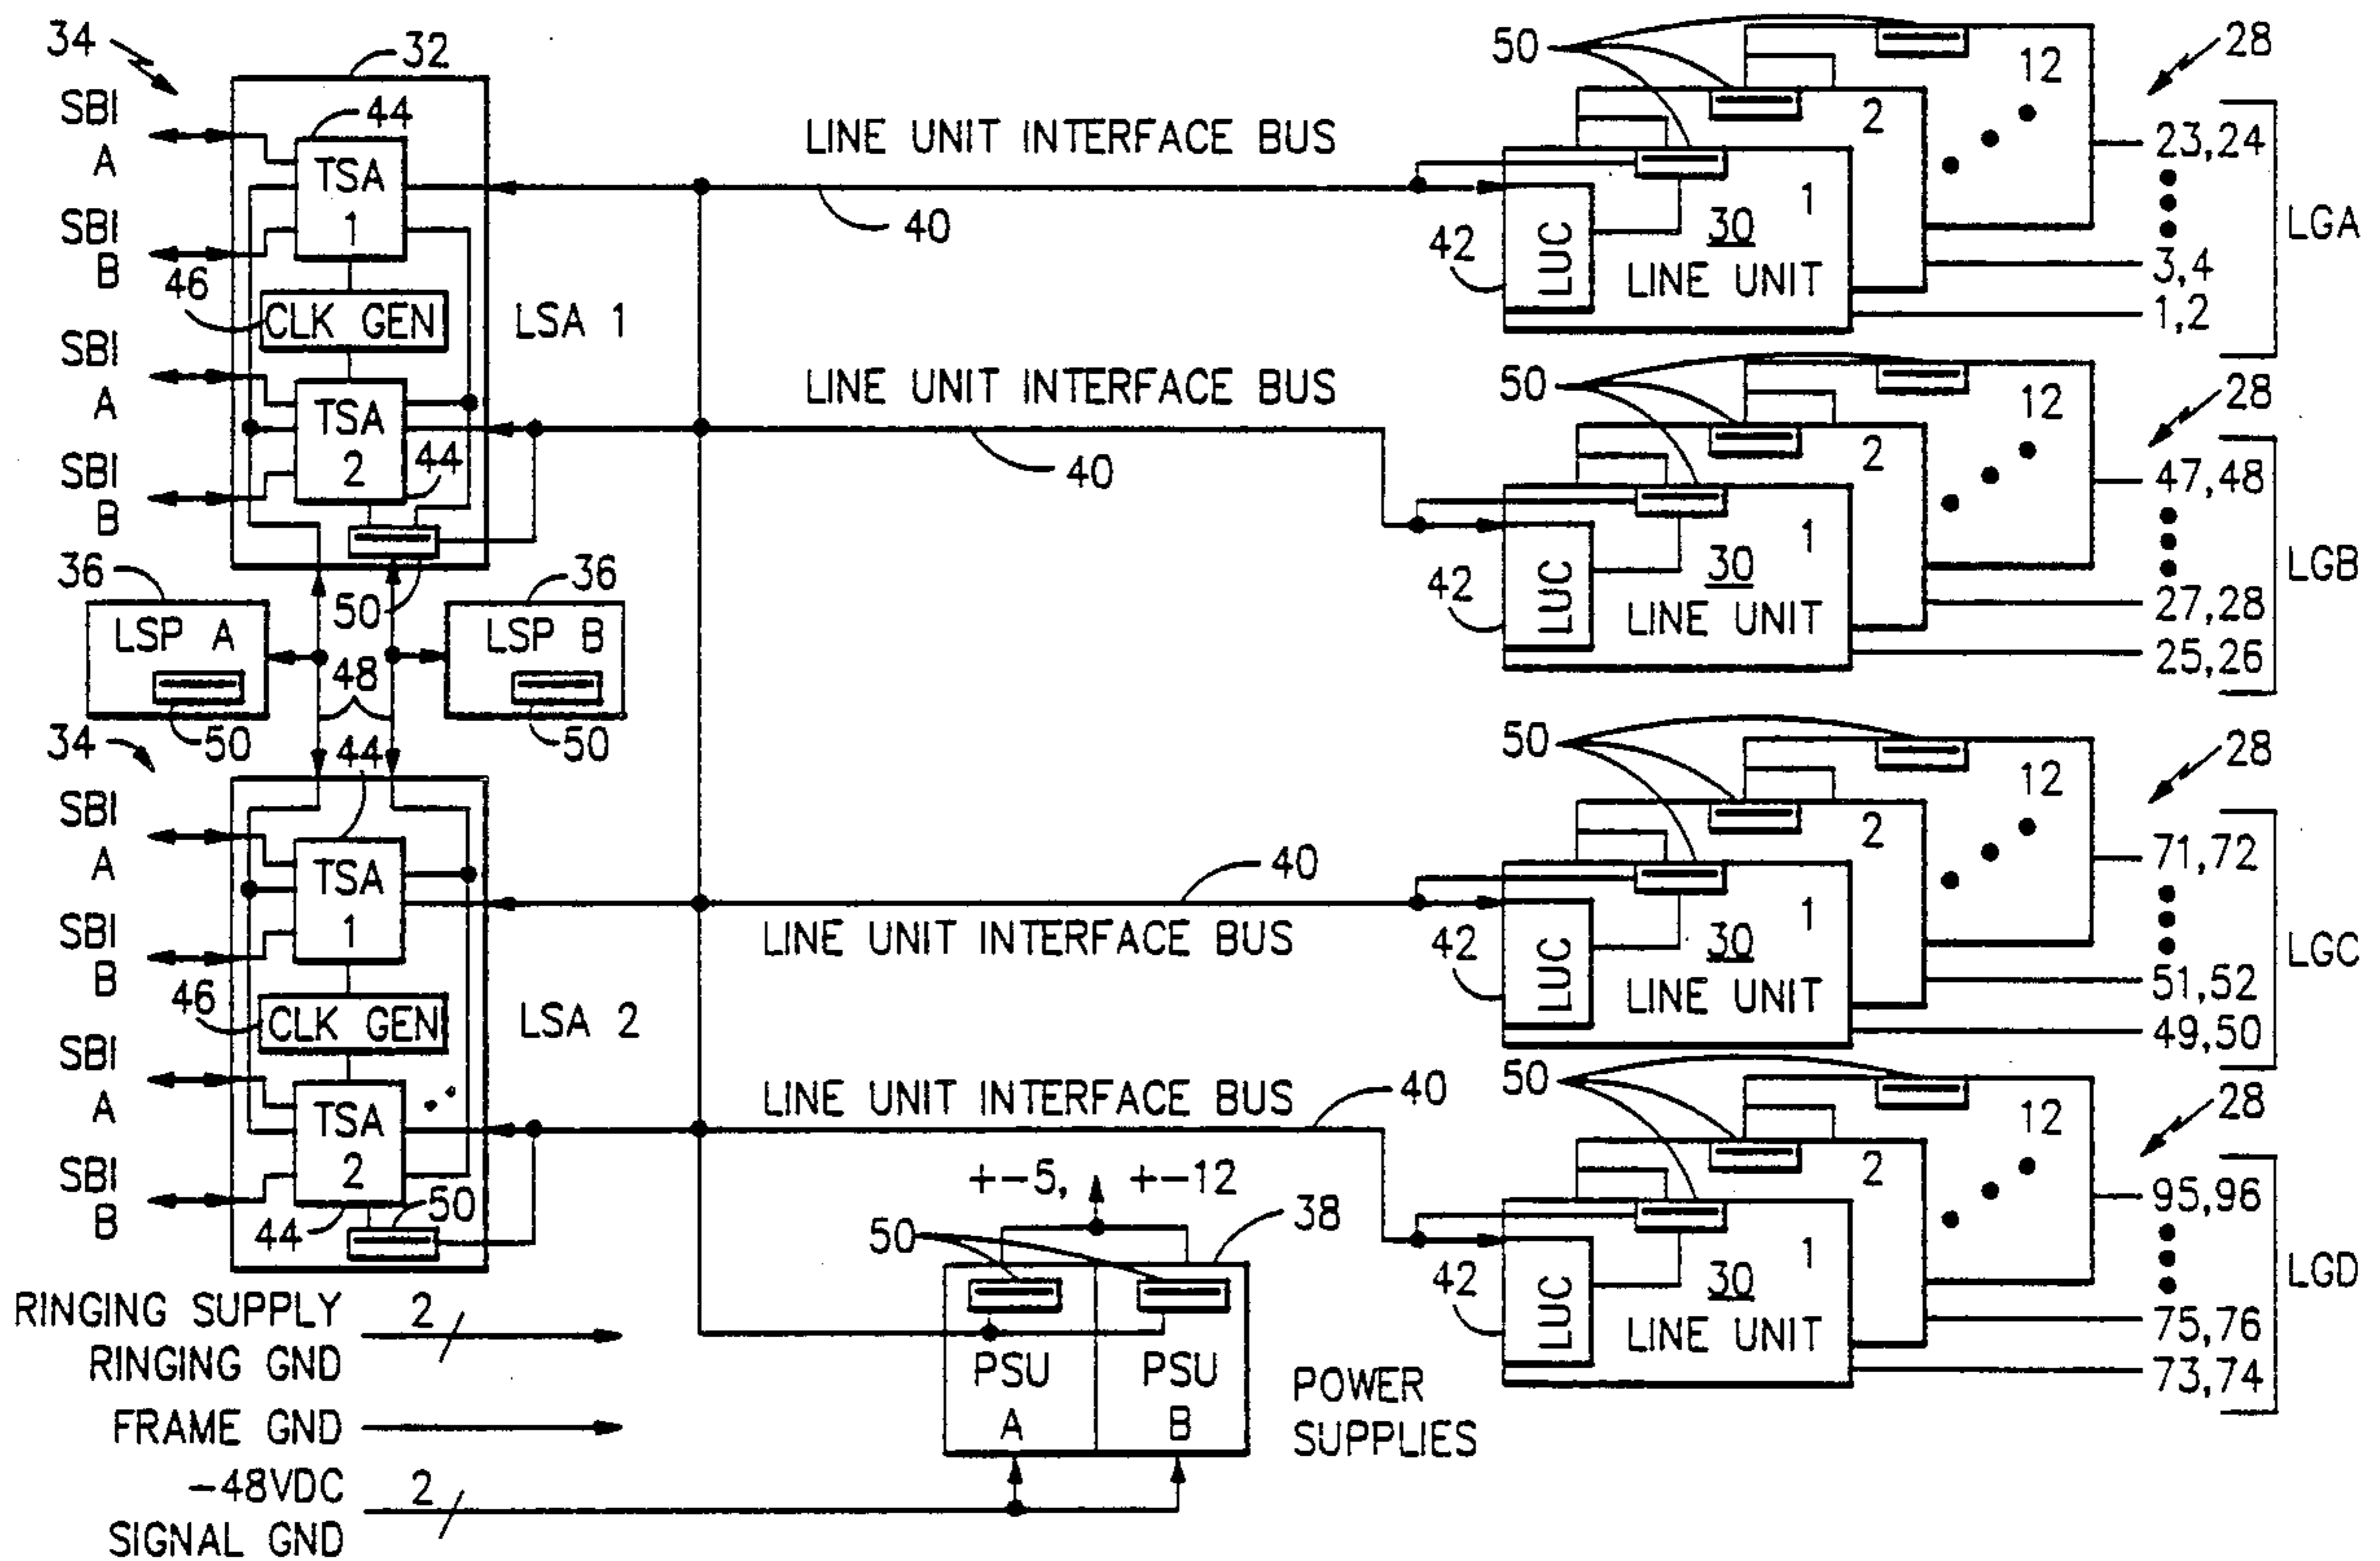 34
32
SBI
A
44
TSA
1
SBI
B
46
CLK GEN
LSA 1
SBI
A
TSA
2
44
SBI
B
36
LSP A
50
50
48
36
LSP B
50
34
44
SBI
A
TSA
1
SBI
B
46
CLK GEN
LSA 2
SBI
A
TSA
2
SBI
B
44
50
LINE UNIT INTERFACE BUS
40
LINE UNIT INTERFACE BUS
40
40
LINE UNIT INTERFACE BUS
LINE UNIT INTERFACE BUS
40
+-5, +-12
50
38
PSU
A
PSU
B
POWER
SUPPLIES
RINGING SUPPLY
RINGING GND
2
FRAME GND
-48VDC
SIGNAL GND
2
50
12
28
2
23,24
1
42
LUC
30
LINE UNIT
LGA
3,4
1,2
50
12
28
2
47,48
1
42
LUC
30
LINE UNIT
LGB
27,28
25,26
50
12
28
2
71,72
1
42
LUC
30
LINE UNIT
LGC
51,52
49,50
50
12
28
2
95,96
1
42
LUC
30
LINE UNIT
LGD
75,76
73,74